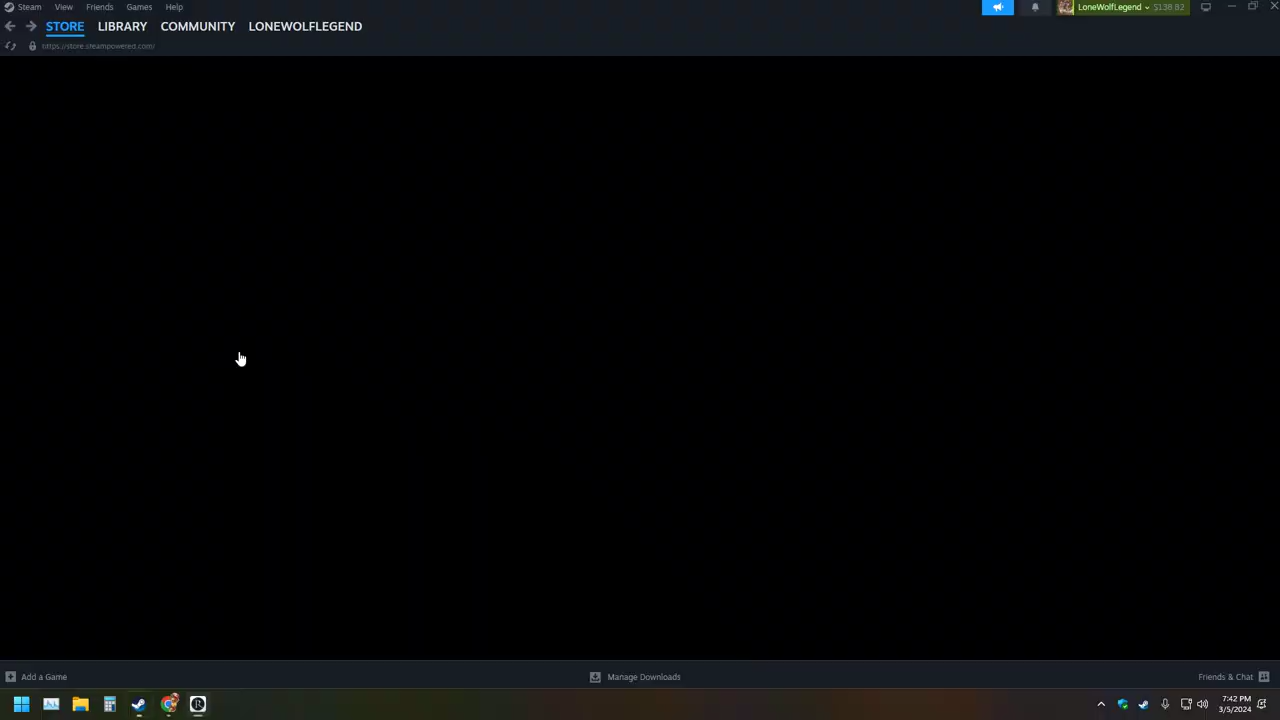 Steam View Friends Games Help LoneWolfLegend $130.82
STORE LIBRARY COMMUNITY LONEWOLFLEGEND
https://store.steampowered.com/
Add a Game Manage Downloads Friends & Chat
7:42 PM
3/5/2024